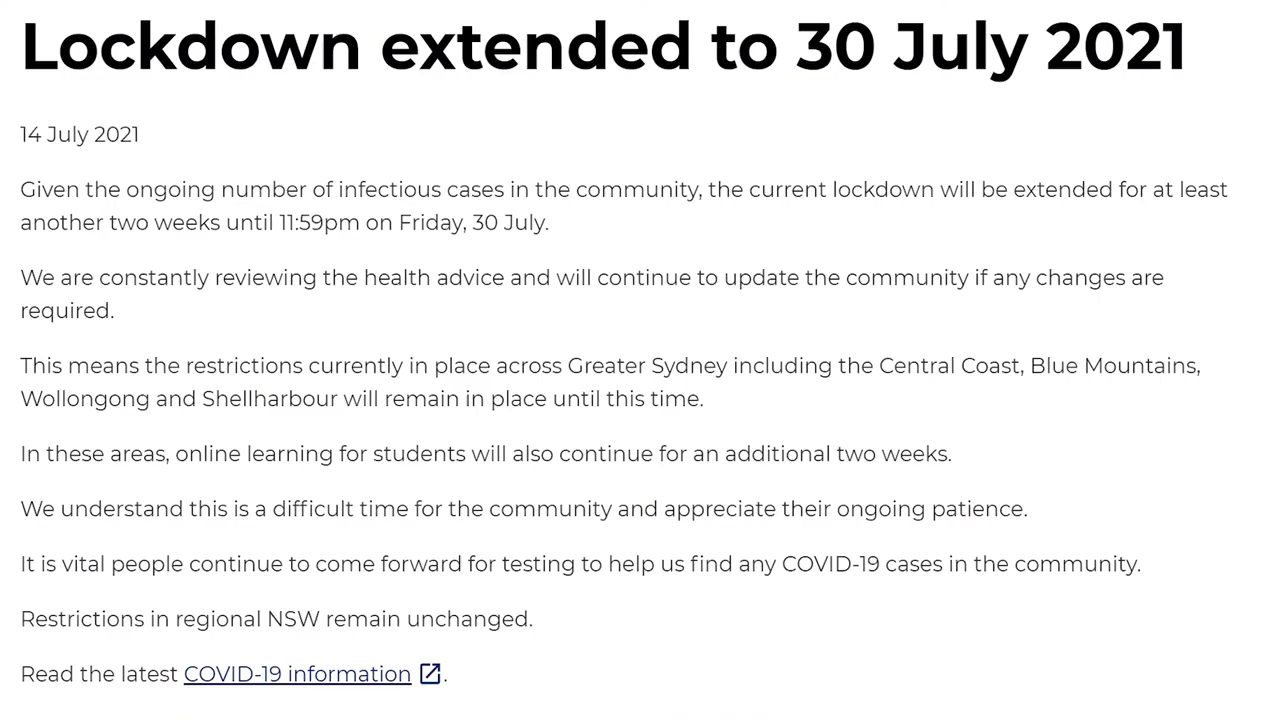 Lockdown extended to 30 July 2021
14 July 2021
Given the ongoing number of infectious cases in the community, the current lockdown will be extended for at least
another two weeks until 11:59pm on Friday, 30 July.
We are constantly reviewing the health advice and will continue to update the community if any changes are
required.
This means the restrictions currently in place across Greater Sydney including the Central Coast, Blue Mountains,
Wollongong and Shellharbour will remain in place until this time.
In these areas, online learning for students will also continue for an additional two weeks.
We understand this is a difficult time for the community and appreciate their ongoing patience.
It is vital people continue to come forward for testing to help us find any COVID-19 cases in the community.
Restrictions in regional NSW remain unchanged.
Read the latest COVID-19 information.